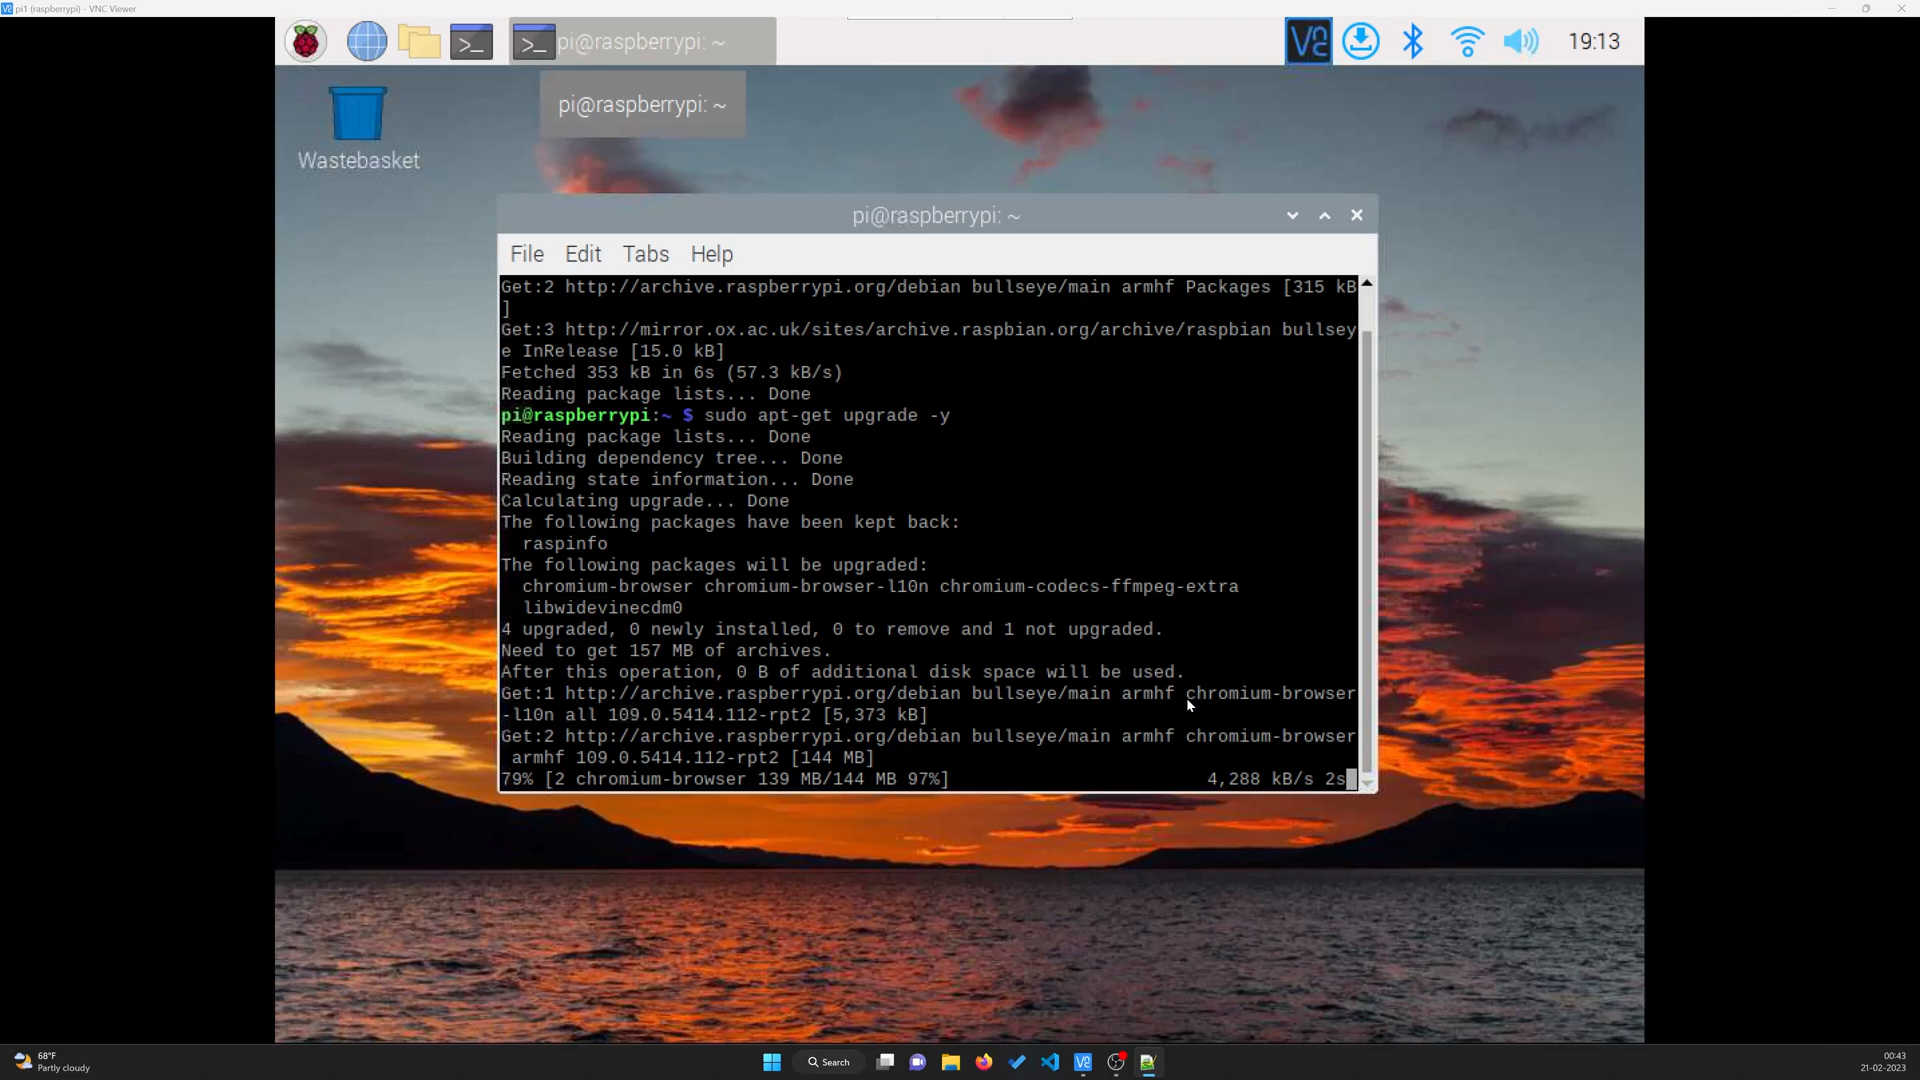 pi1 (raspberrypi) - VNC Viewer
pi@raspberrypi: ~
19:13
pi@raspberrypi: ~
Wastebasket
pi@raspberrypi: ~
File Edit Tabs Help
Get:2 http://archive.raspberrypi.org/debian bullseye/main armhf Packages [315 kB
]
Get:3 http://mirror.ox.ac.uk/sites/archive.raspbian.org/archive/raspbian bullsey
e InRelease [15.0 kB]
Fetched 353 kB in 6s (57.3 kB/s)
Reading package lists... Done
pi@raspberrypi:~ $ sudo apt-get upgrade -y
Reading package lists... Done
Building dependency tree... Done
Reading state information... Done
Calculating upgrade... Done
The following packages have been kept back:
raspinfo
The following packages will be upgraded:
chromium-browser chromium-browser-l10n chromium-codecs-ffmpeg-extra
libwidevinecdm0
4 upgraded, 0 newly installed, 0 to remove and 1 not upgraded.
Need to get 157 MB of archives.
After this operation, 0 B of additional disk space will be used.
Get:1 http://archive.raspberrypi.org/debian bullseye/main armhf chromium-browser
-l10n all 109.0.5414.112-rpt2 [5,373 kB]
Get:2 http://archive.raspberrypi.org/debian bullseye/main armhf chromium-browser
armhf 109.0.5414.112-rpt2 [144 MB]
79% [2 chromium-browser 139 MB/144 MB 97%] 4,288 kB/s 2s
68°F
Partly cloudy
Search
00:43
21-02-2023